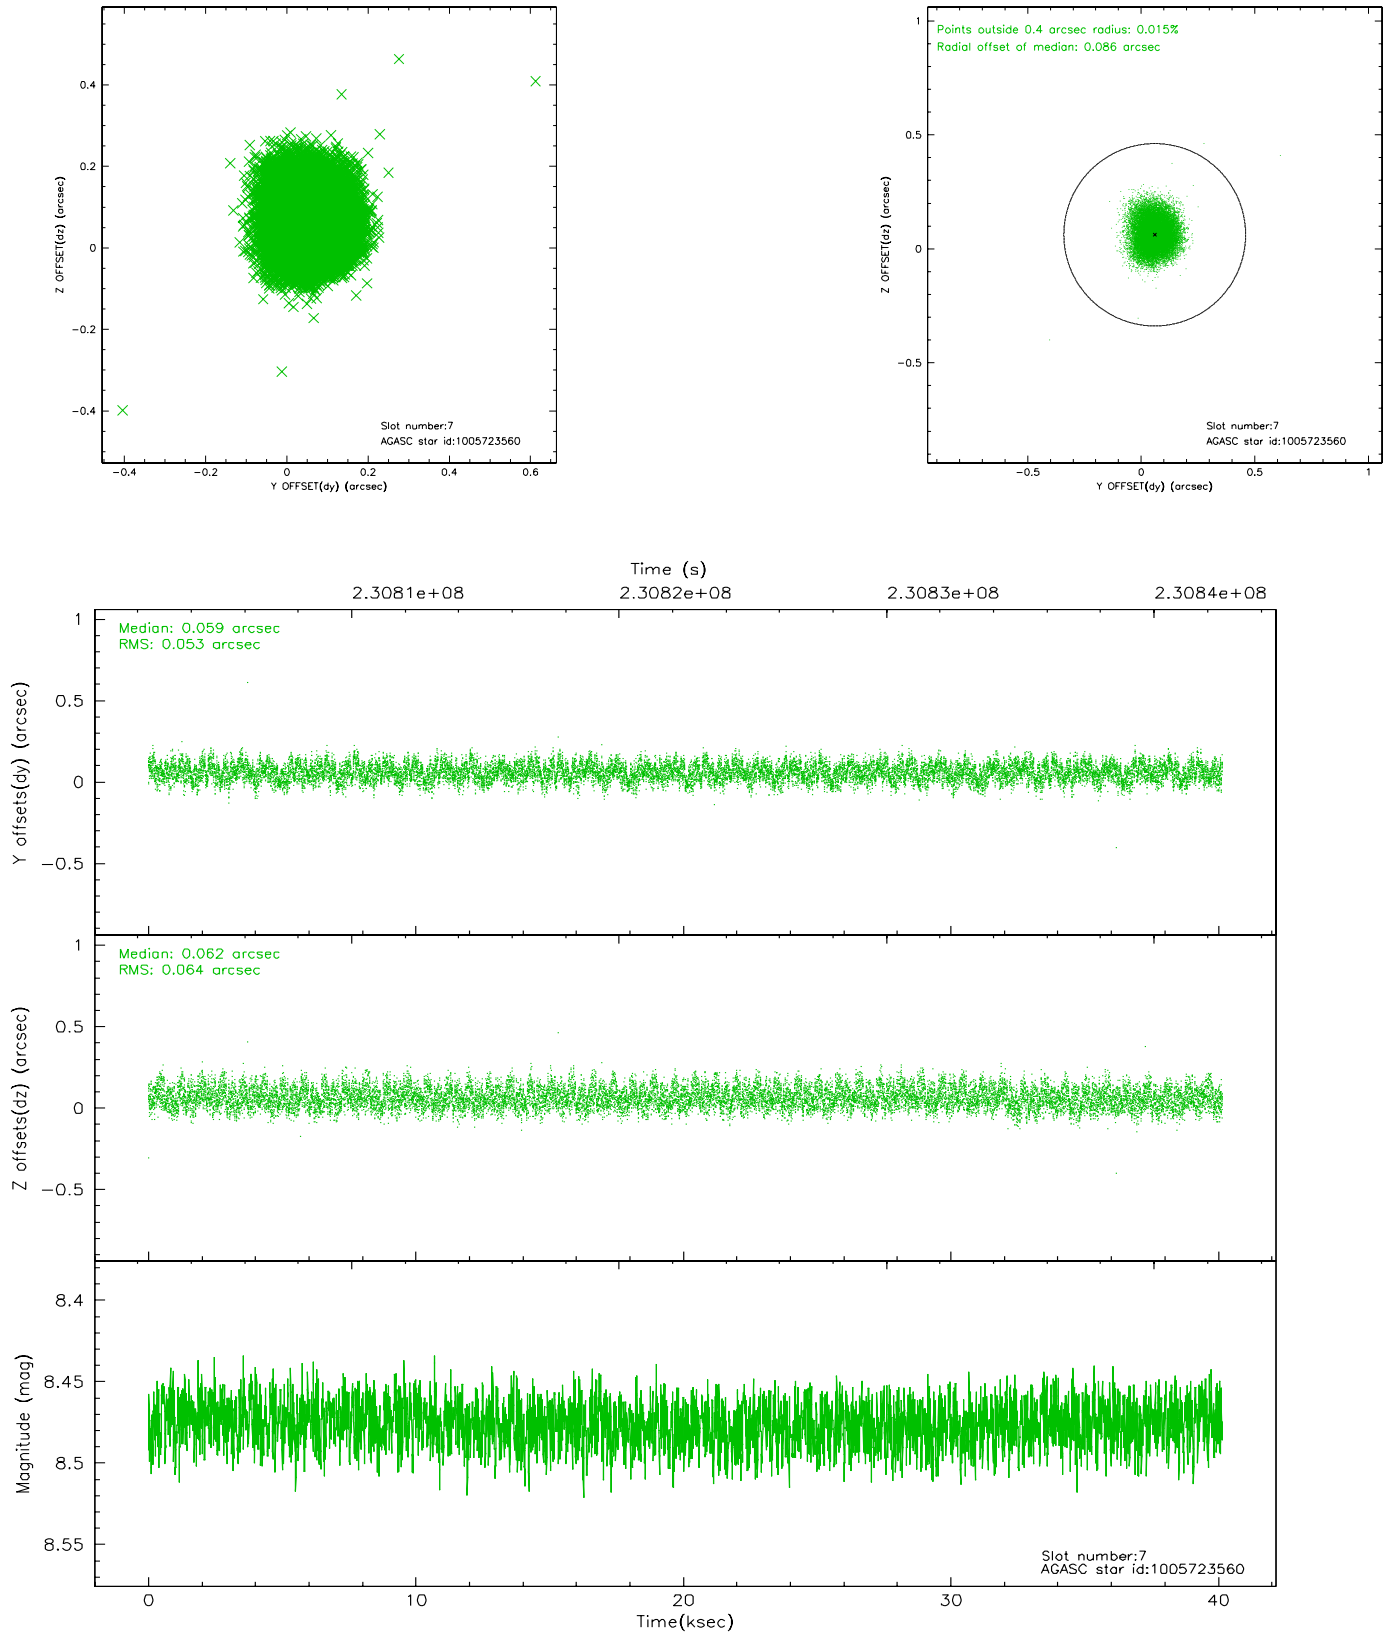 0.4
0.2
0
−0.2
−0.4
Z OFFSET(dz) (arcsec)
−0.4
−0.2
0
0.2
0.4
0.6
Y OFFSET(dy) (arcsec)
Slot number:7
AGASC star id:1005723560
Points outside 0.4 arcsec radius: 0.015%
Radial offset of median: 0.086 arcsec
1
0.5
0
−0.5
Z OFFSET(dz) (arcsec)
−0.5
0
0.5
1
Y OFFSET(dy) (arcsec)
Slot number:7
AGASC star id:1005723560
Time (s)
2.3081e+08
2.3082e+08
2.3083e+08
2.3084e+08
Median: 0.059 arcsec
RMS: 0.053 arcsec
1
0.5
0
−0.5
Y offsets(dy) (arcsec)
Median: 0.062 arcsec
RMS: 0.064 arcsec
1
0.5
0
−0.5
Z offsets(dz) (arcsec)
8.4
8.45
8.5
8.55
Magnitude (mag)
Slot number:7
AGASC star id:1005723560
0
10
20
30
40
Time(ksec)